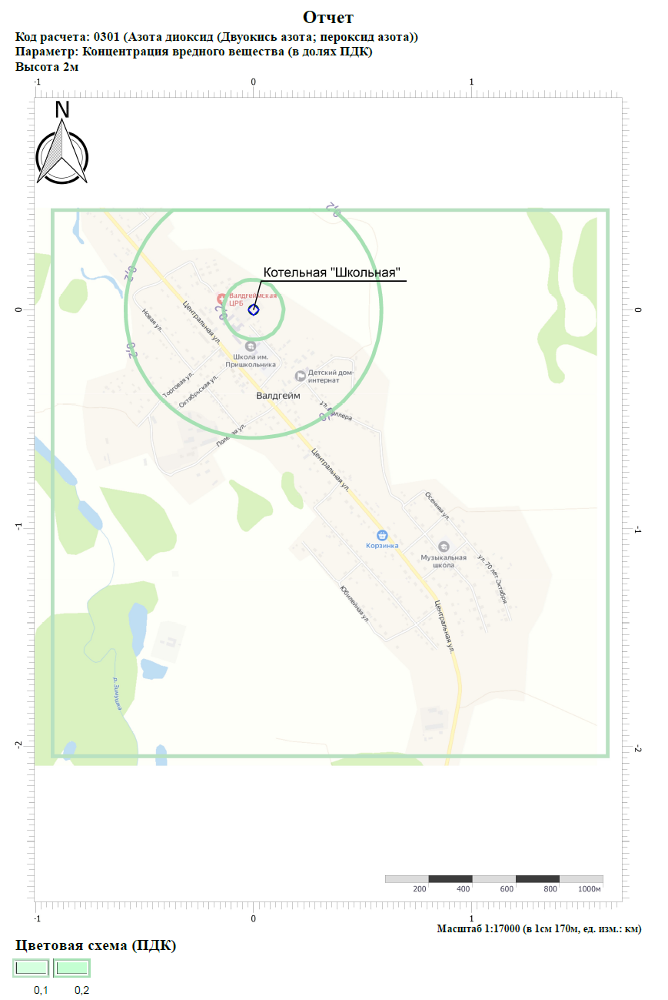 Отчет
Код расчета: 0301 (Азота диоксид (Двуокись азота; пероксид азота))
Параметр: Концентрация вредного вещества (в долях ПДК)
Высота 2м
-1
0
1
N
0,2
Котельная "Школьная"
0,2
Валдгеймская
ЦРБ
0
0
0,2
Новая ул.
Центральная ул.
0,2
Школа им.
Пришкольника
Детский дом-
интернат
Торговая ул.
Октябрьская ул.
Валдгейм
Центральная ул.
Осенняя ул.
-1
-1
Корзинка
Музыкальная
школа
ул. 70 лет Октября
Юбилейная ул.
Центральная ул.
р. Зимушка
-2
-2
200
400
600
800
1000м
-1
0
1
Масштаб 1:17000 (в 1см 170м, ед. изм.: км)
Цветовая схема (ПДК)
0,1
0,2